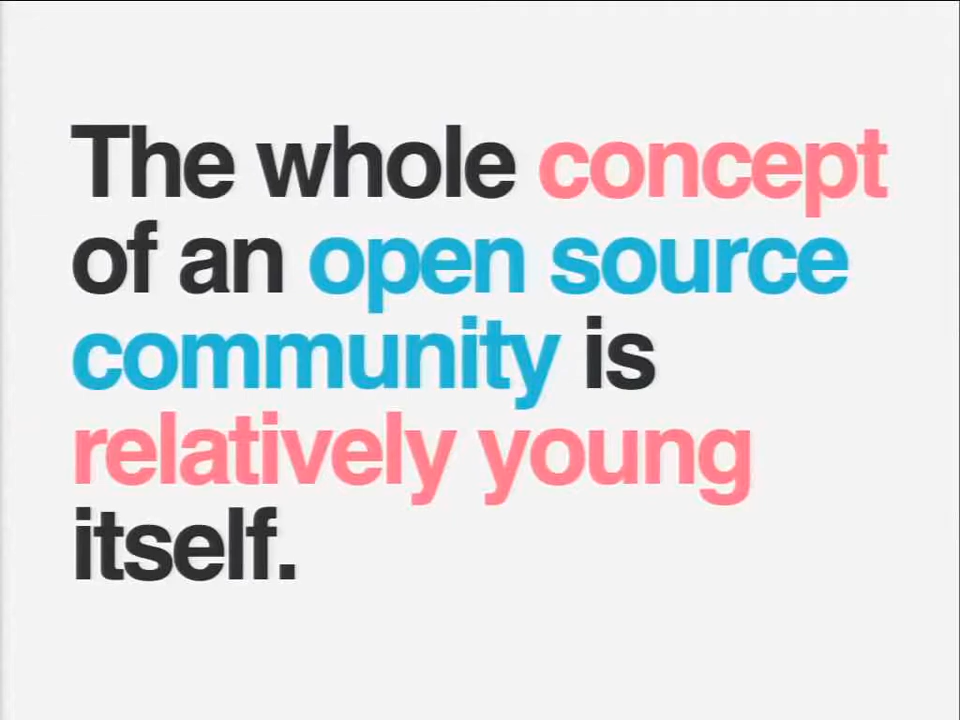 The whole concept
of an open source
community is
relatively young
itself.